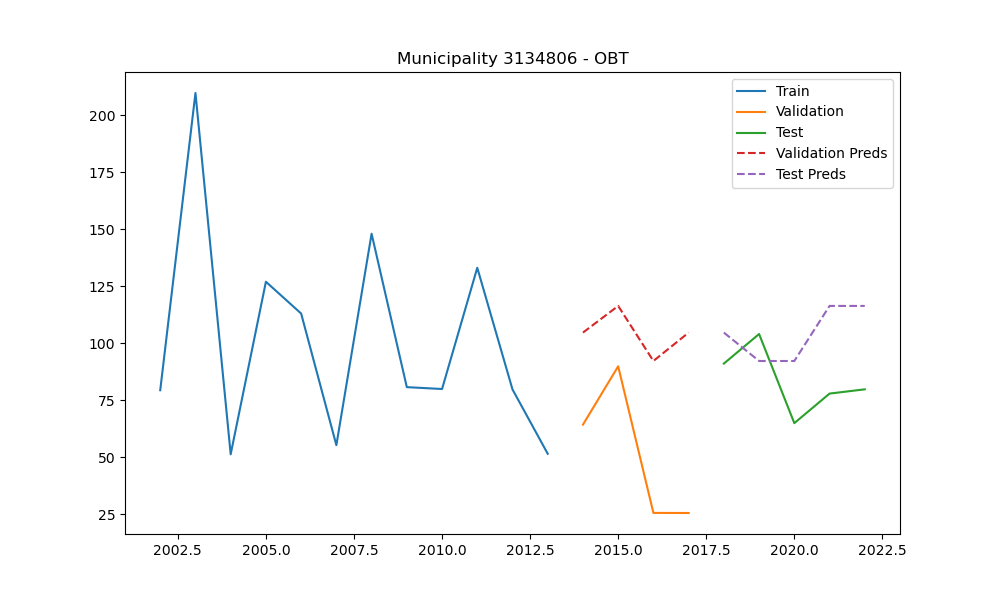 Municipality 3134806 - OBT
Train
Validation
Test
Validation Preds
Test Preds
200
175
150
125
100
75
50
25
2002.5 2005.0 2007.5 2010.0 2012.5 2015.0 2017.5 2020.0 2022.5